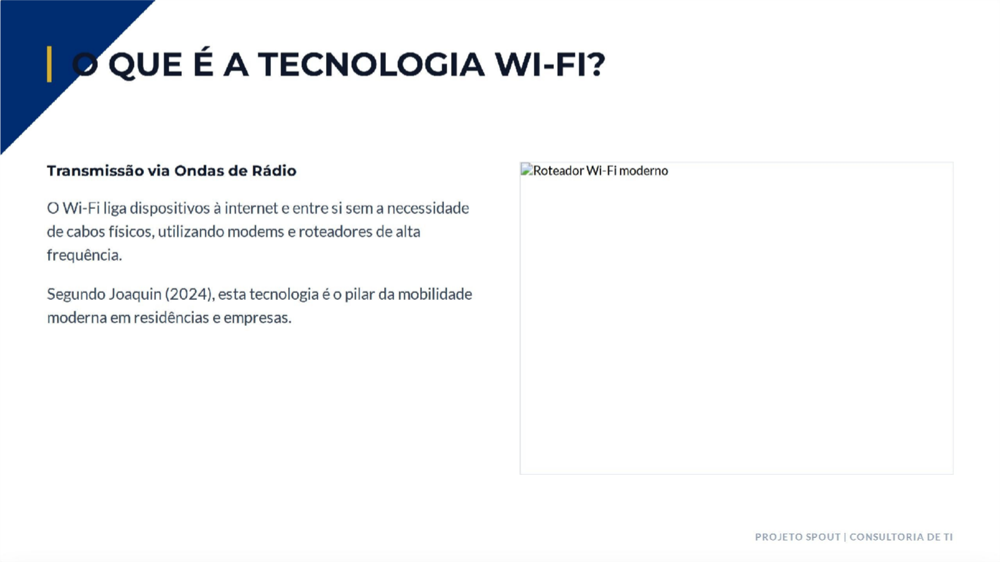 O QUE É A TECNOLOGIA WI-FI?
Transmissão via Ondas de Rádio
O Wi-Fi liga dispositivos à internet e entre si sem a necessidade
de cabos físicos, utilizando modems e roteadores de alta
frequência.
Segundo Joaquin (2024), esta tecnologia é o pilar da mobilidade
moderna em residências e empresas.
Roteador Wi-Fi moderno
PROJETO SPOUT | CONSULTORIA DE TI